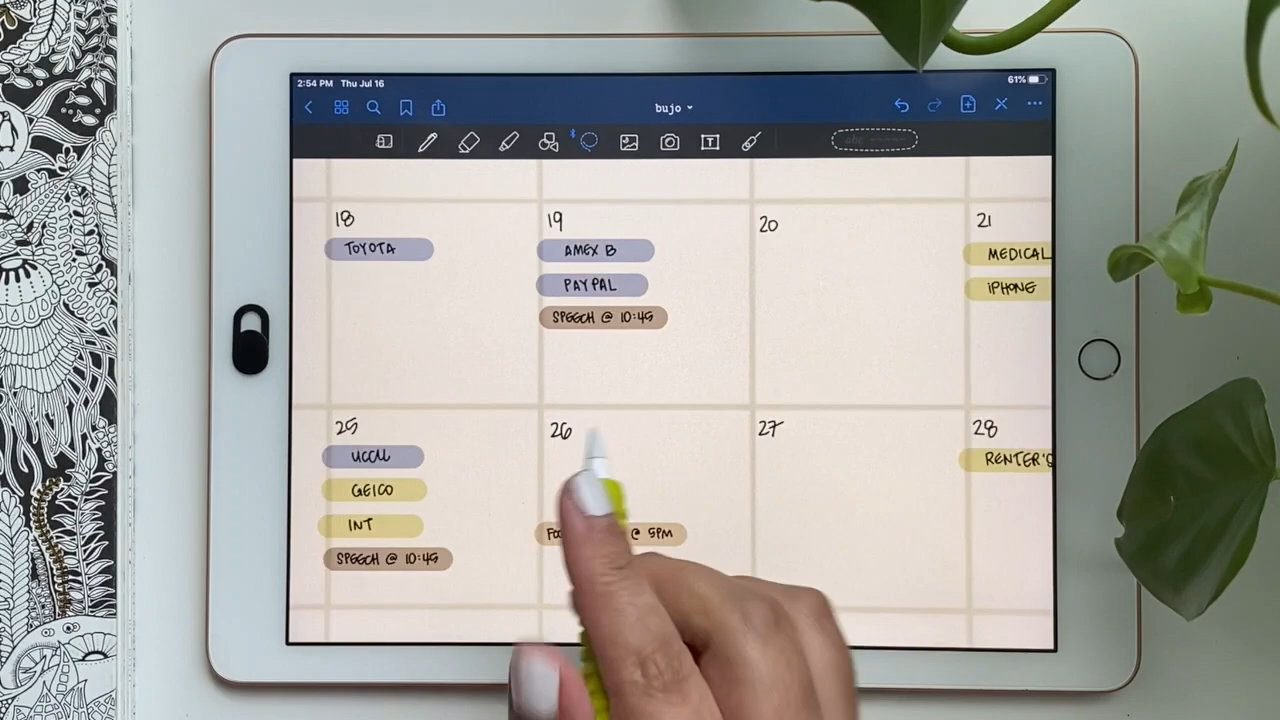 2:54 PM Thu Jul 16
61%
bujo
T
18
19
20
21
TOYOTA
AMEX B
MEDICAL
PAYPAL
iPHONE
SPEECH @ 10:45
25
26
27
28
UCCU
RENTER'S
GEICO
INT
@ 5PM
SPEECH @ 10:45